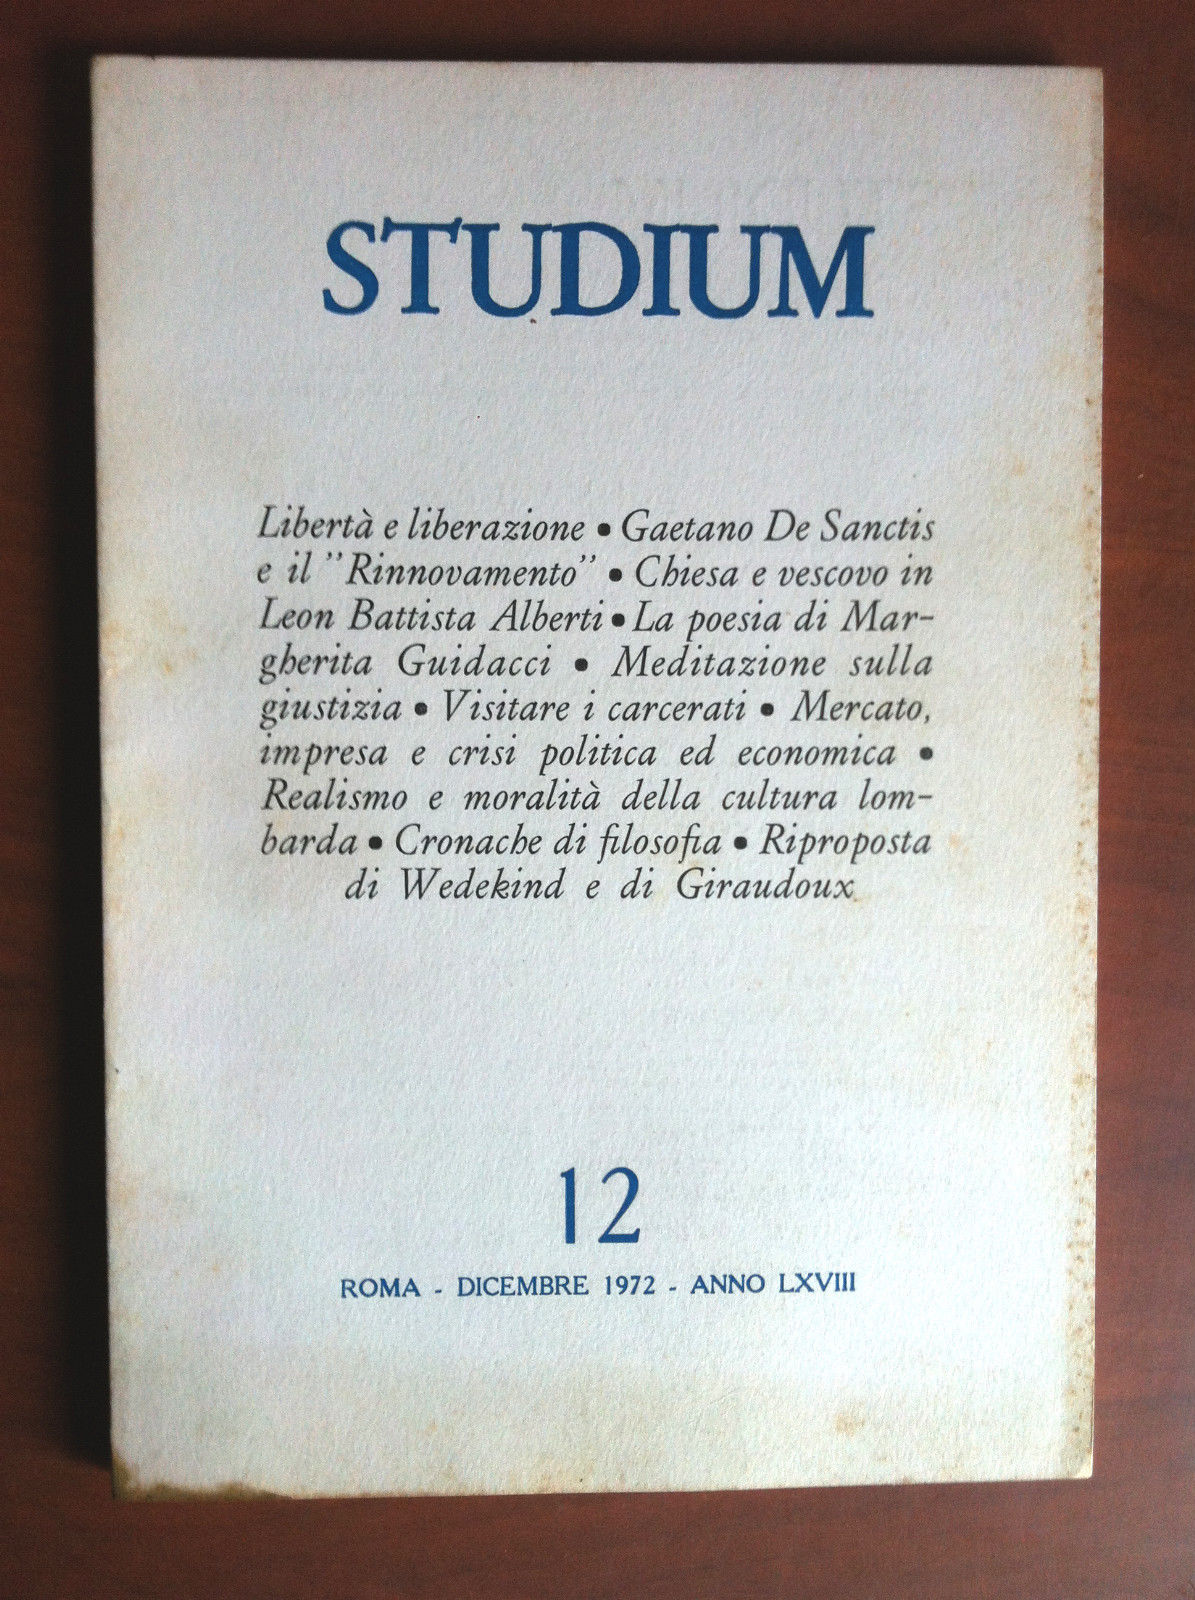 STUDIUM
Libertà e liberazione • Gaetano De Sanctis
e il "Rinnovamento" • Chiesa e vescovo in
Leon Battista Alberti • La poesia di Mar-
gherita Guidacci • Meditazione sulla
giustizia • Visitare i carcerati • Mercato,
impresa e crisi politica ed economica •
Realismo e moralità della cultura lom-
barda • Cronache di filosofia • Riproposta
di Wedekind e di Giraudoux
12
ROMA - DICEMBRE 1972 - ANNO LXVIII